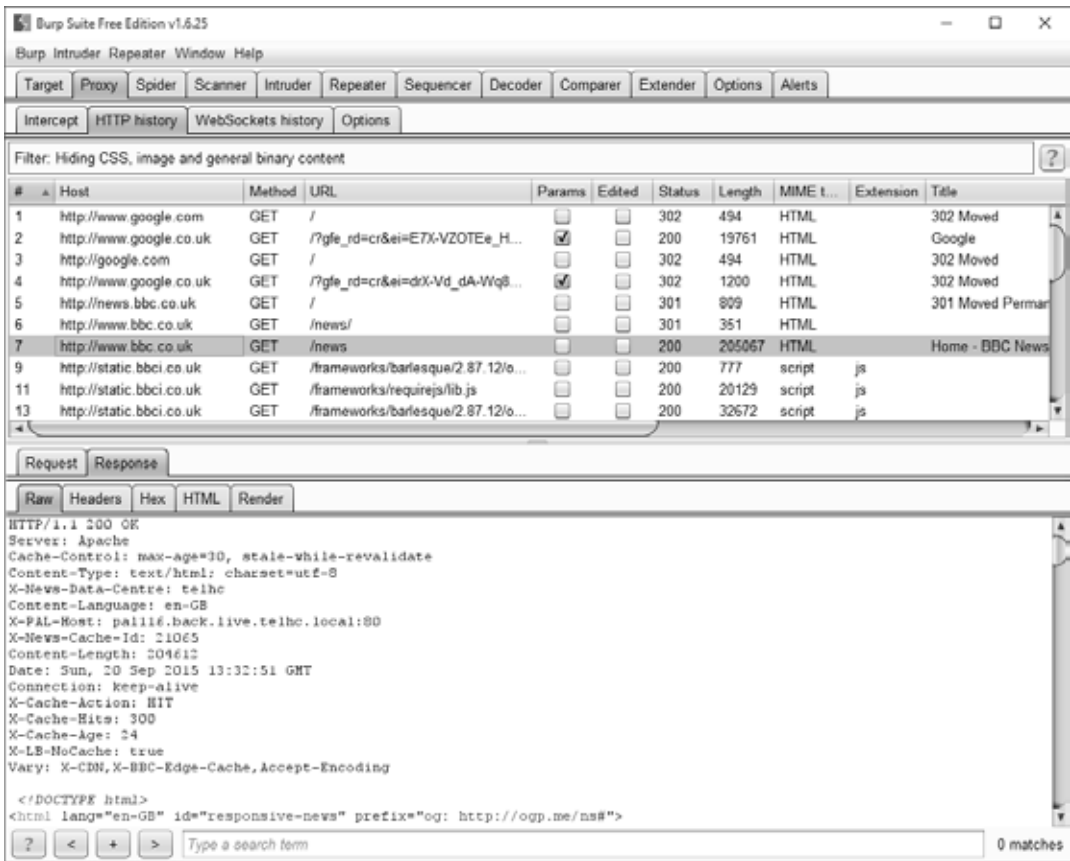 Burp Suite Free Edition v1.6.25
Burp Intruder Repeater Window Help
Target Proxy Spider Scanner Intruder Repeater Sequencer Decoder Comparer Extender Options Alerts
Intercept HTTP history WebSockets history Options
Filter: Hiding CSS, image and general binary content ?
# Host Method URL Params Edited Status Length MIME t... Extension Title
1 http://www.google.com GET / 302 494 HTML 302 Moved
2 http://www.google.co.uk GET /?gfe_rd=cr&ei=E7X-VZOTEe_H... 200 19761 HTML Google
3 http://google.com GET / 302 494 HTML 302 Moved
4 http://www.google.co.uk GET /?gfe_rd=cr&ei=drX-Vd_dA-Wq8... 302 1200 HTML 302 Moved
5 http://news.bbc.co.uk GET / 301 809 HTML 301 Moved Perman
6 http://www.bbc.co.uk GET /news/ 301 351 HTML
7 http://www.bbc.co.uk GET /news 200 205067 HTML Home - BBC News
9 http://static.bbci.co.uk GET /frameworks/barlesque/2.87.12/o... 200 777 script js
11 http://static.bbci.co.uk GET /frameworks/requirejs/lib.js 200 20129 script js
13 http://static.bbci.co.uk GET /frameworks/barlesque/2.87.12/o... 200 32672 script js
Request Response
Raw Headers Hex HTML Render
HTTP/1.1 200 OK
Server: Apache
Cache-Control: max-age=30, stale-while-revalidate
Content-Type: text/html; charset=utf-8
X-News-Data-Centre: telhc
Content-Language: en-GB
X-PAL-Host: pal116.back.live.telhc.local:80
X-News-Cache-Id: 21065
Content-Length: 204612
Date: Sun, 20 Sep 2015 13:32:51 GMT
Connection: keep-alive
X-Cache-Action: HIT
X-Cache-Hits: 300
X-Cache-Age: 24
X-LB-NoCache: true
Vary: X-CDN,X-BBC-Edge-Cache,Accept-Encoding
<!DOCTYPE html>
<html lang="en-GB" id="responsive-news" prefix="og: http://ogp.me/ns#">
? < + > Type a search term 0 matches